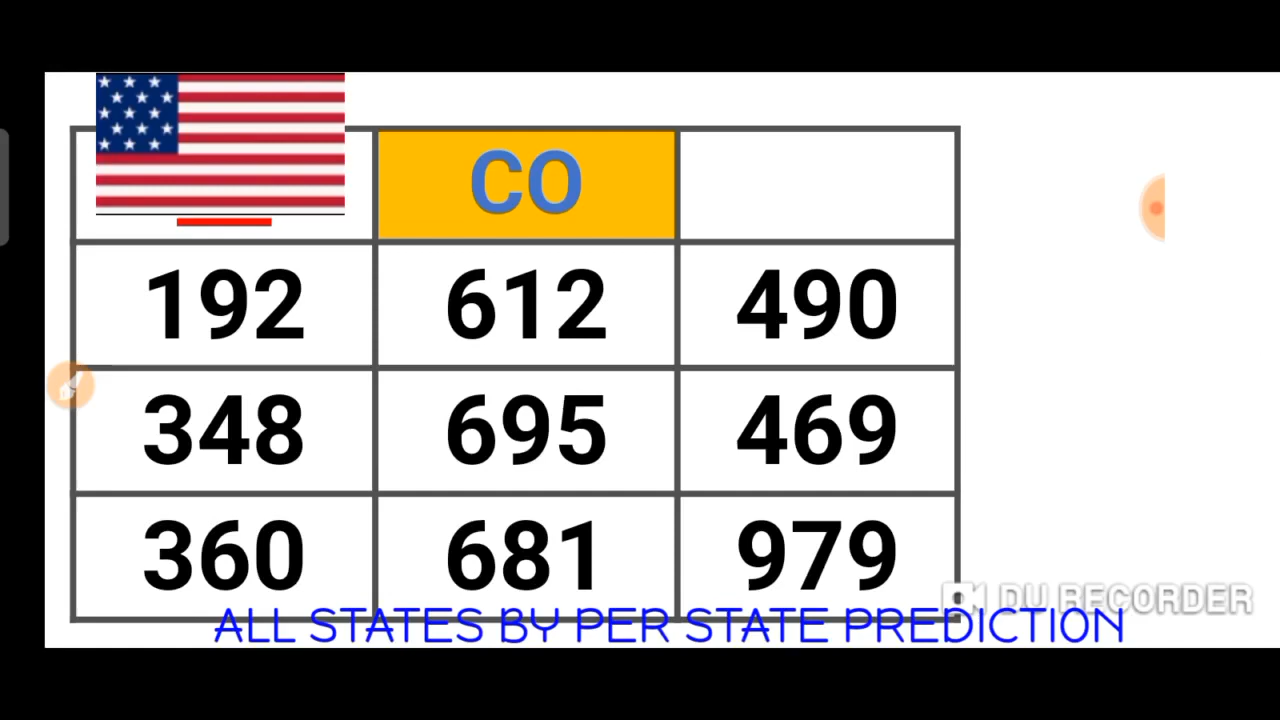 CO
192 612 490
348 695 469
360 681 979
DU RECORDER
ALL STATES BY PER STATE PREDICTION